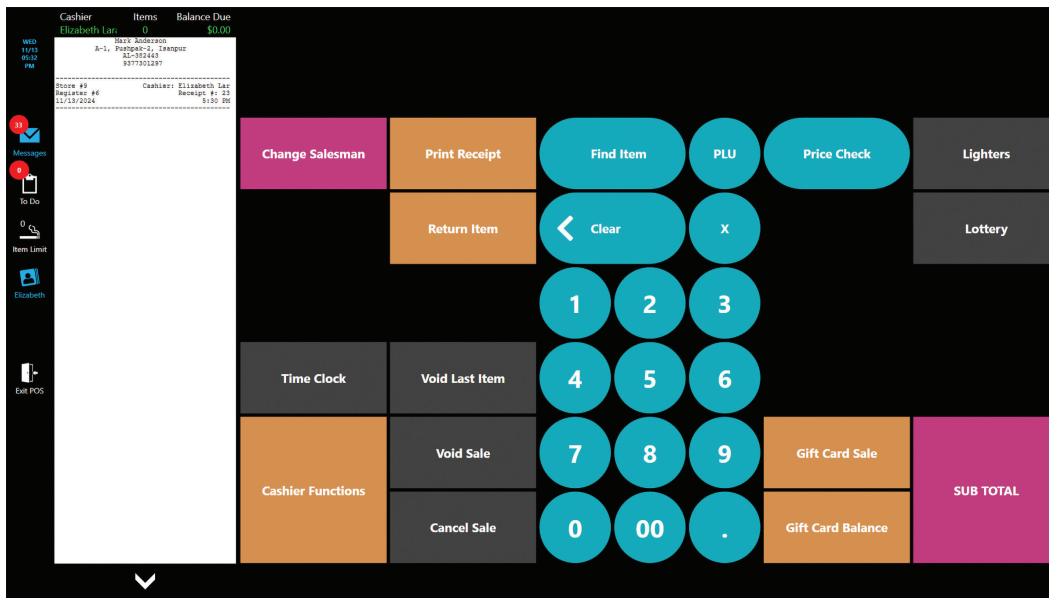 Cashier Items Balance Due
Elizabeth Lar 0 $0.00
WED
11/13
05:32
PM
Mark Anderson
A-1, Pushpak-2, Isanpur
AL-382443
9377301297
Store #9 Cashier: Elizabeth Lar
Register #6 Receipt #: 23
11/13/2024 5:30 PM
33
Messages
0
To Do
0
Item Limit
Elizabeth
Exit POS
Change Salesman Print Receipt Find Item PLU Price Check Lighters
Return Item Clear X Lottery
1 2 3
Time Clock Void Last Item 4 5 6
Void Sale 7 8 9 Gift Card Sale
Cashier Functions SUB TOTAL
Cancel Sale 0 00 . Gift Card Balance